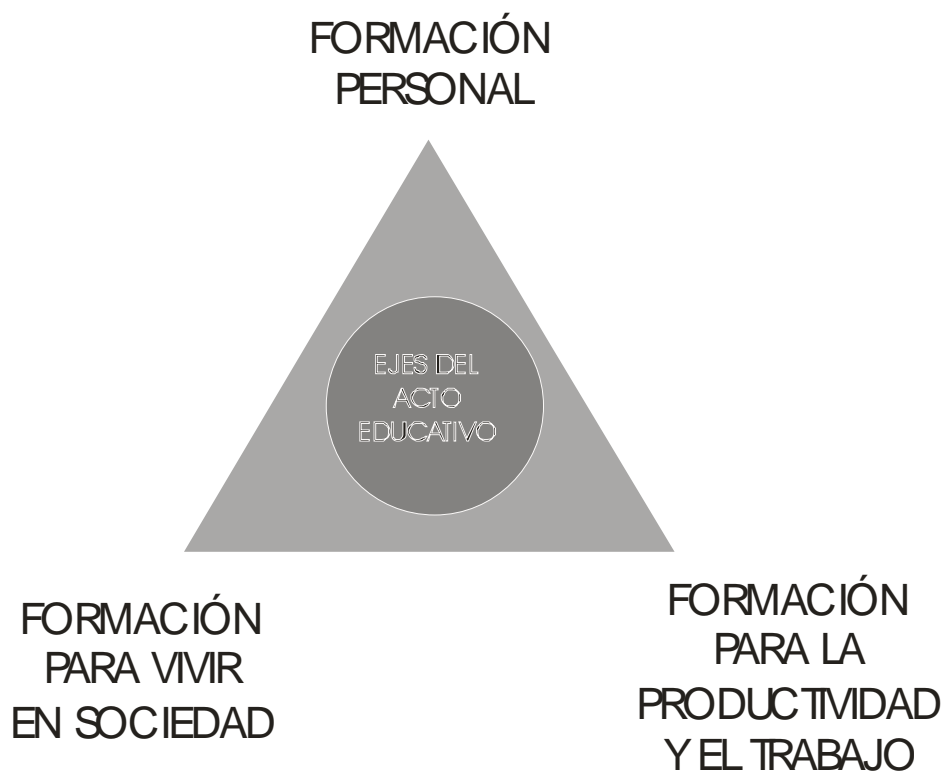 FORMACIÓN
PERSONAL
EJES DEL
ACTO
EDUCATIVO
FORMACIÓN
PARA VIVIR
EN SOCIEDAD
FORMACIÓN
PARA LA
PRODUCTIVIDAD
Y EL TRABAJO